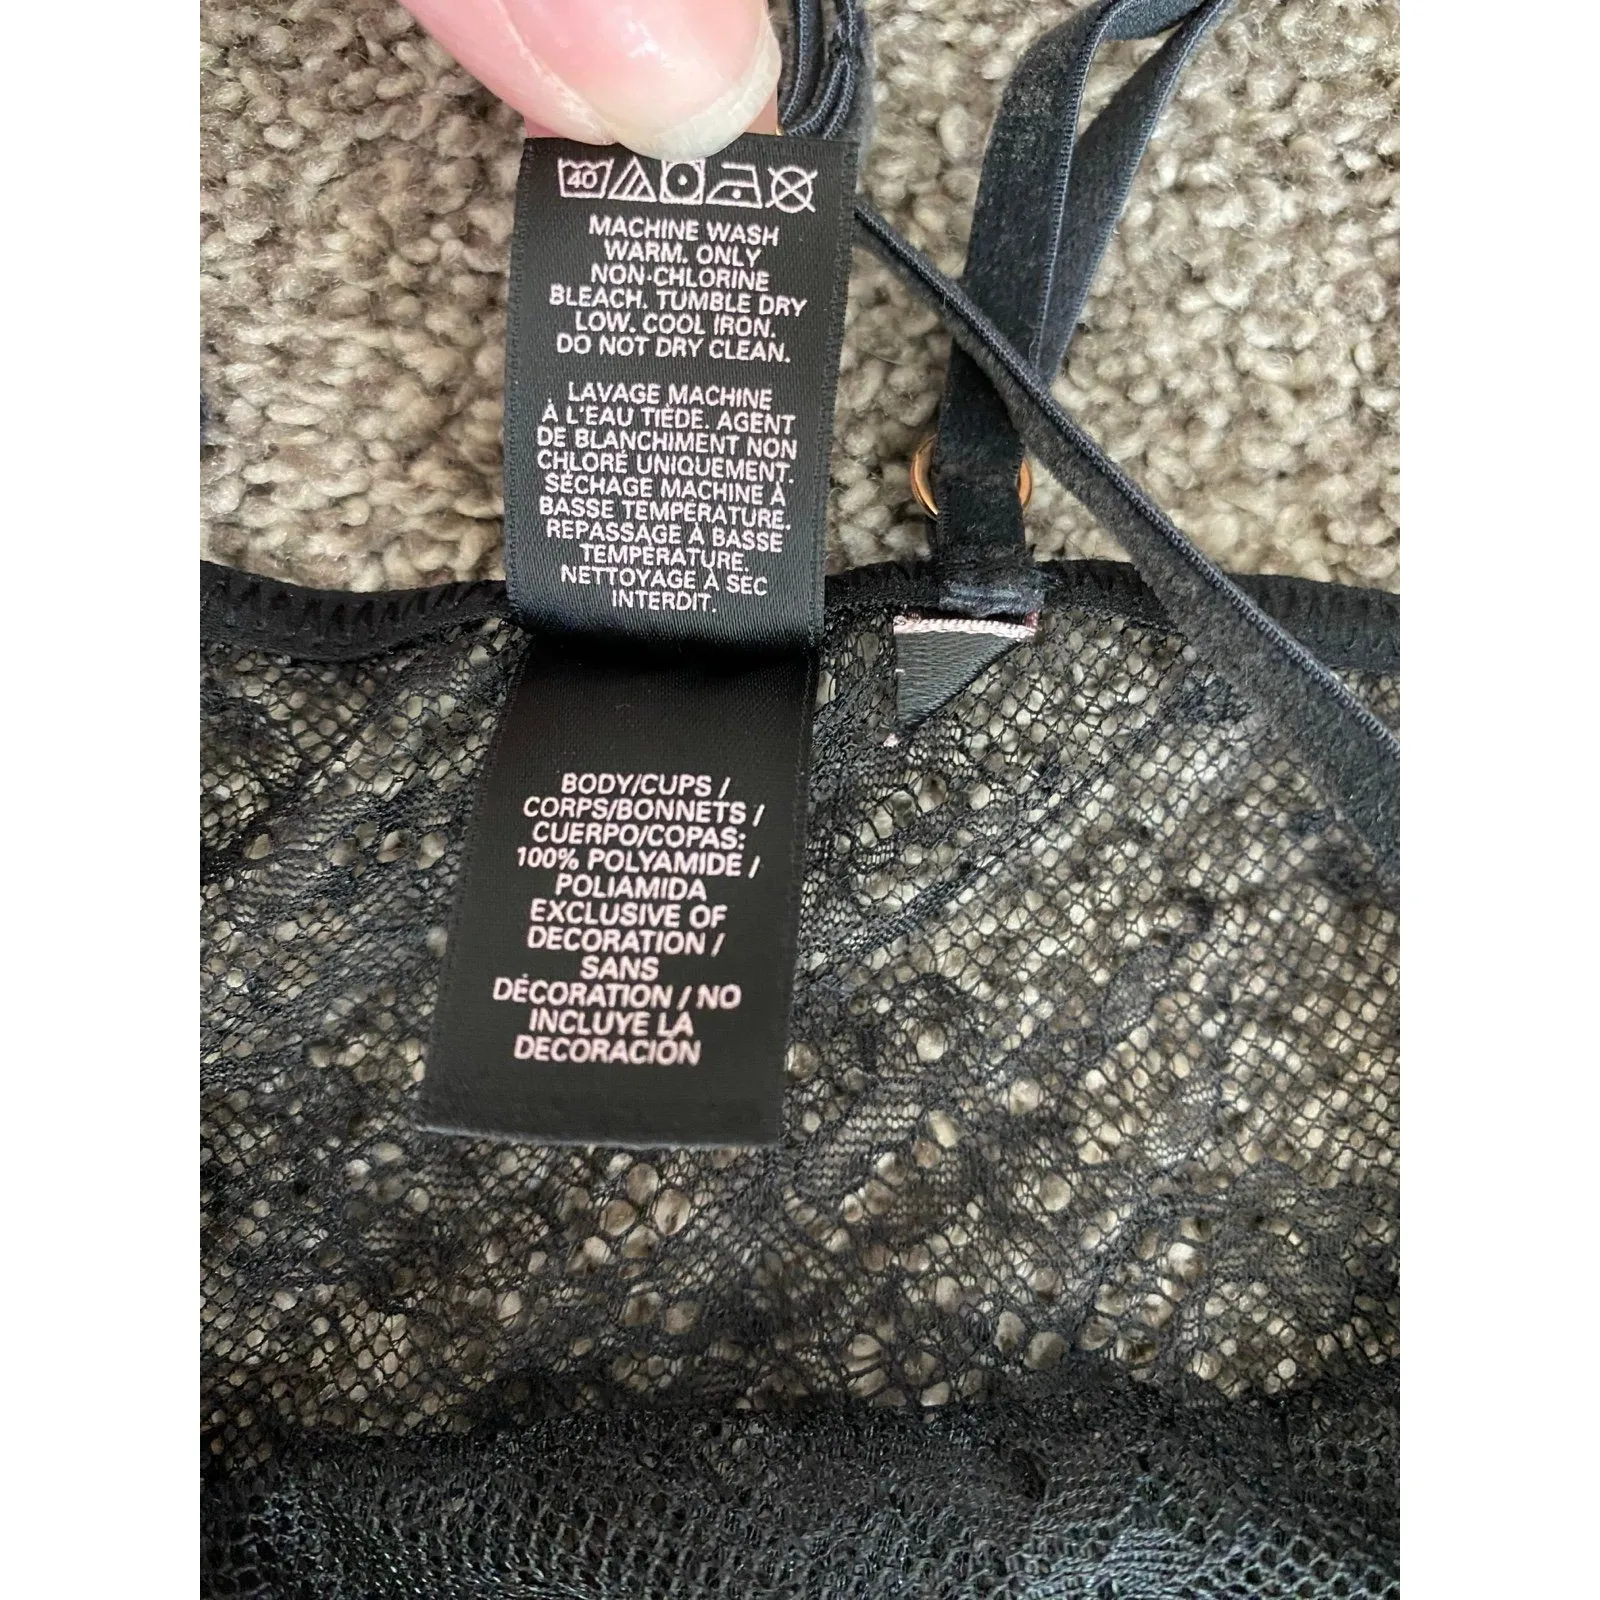 40
MACHINE WASH
WARM. ONLY
NON-CHLORINE
BLEACH. TUMBLE DRY
LOW. COOL IRON.
DO NOT DRY CLEAN.
LAVAGE MACHINE
À L'EAU TIÉDE. AGENT
DE BLANCHIMENT NON
CHLORÉ UNIQUEMENT.
SÉCHAGE MACHINE À
BASSE TEMPÉRATURE.
REPASSAGE À BASSE
TEMPÉRATURE.
NETTOYAGE À SEC
INTERDIT.
BODY/CUPS /
CORPS/BONNETS /
CUERPO/COPAS:
100% POLYAMIDE /
POLIAMIDA
EXCLUSIVE OF
DECORATION /
SANS
DÉCORATION / NO
INCLUYE LA
DECORACIÓN